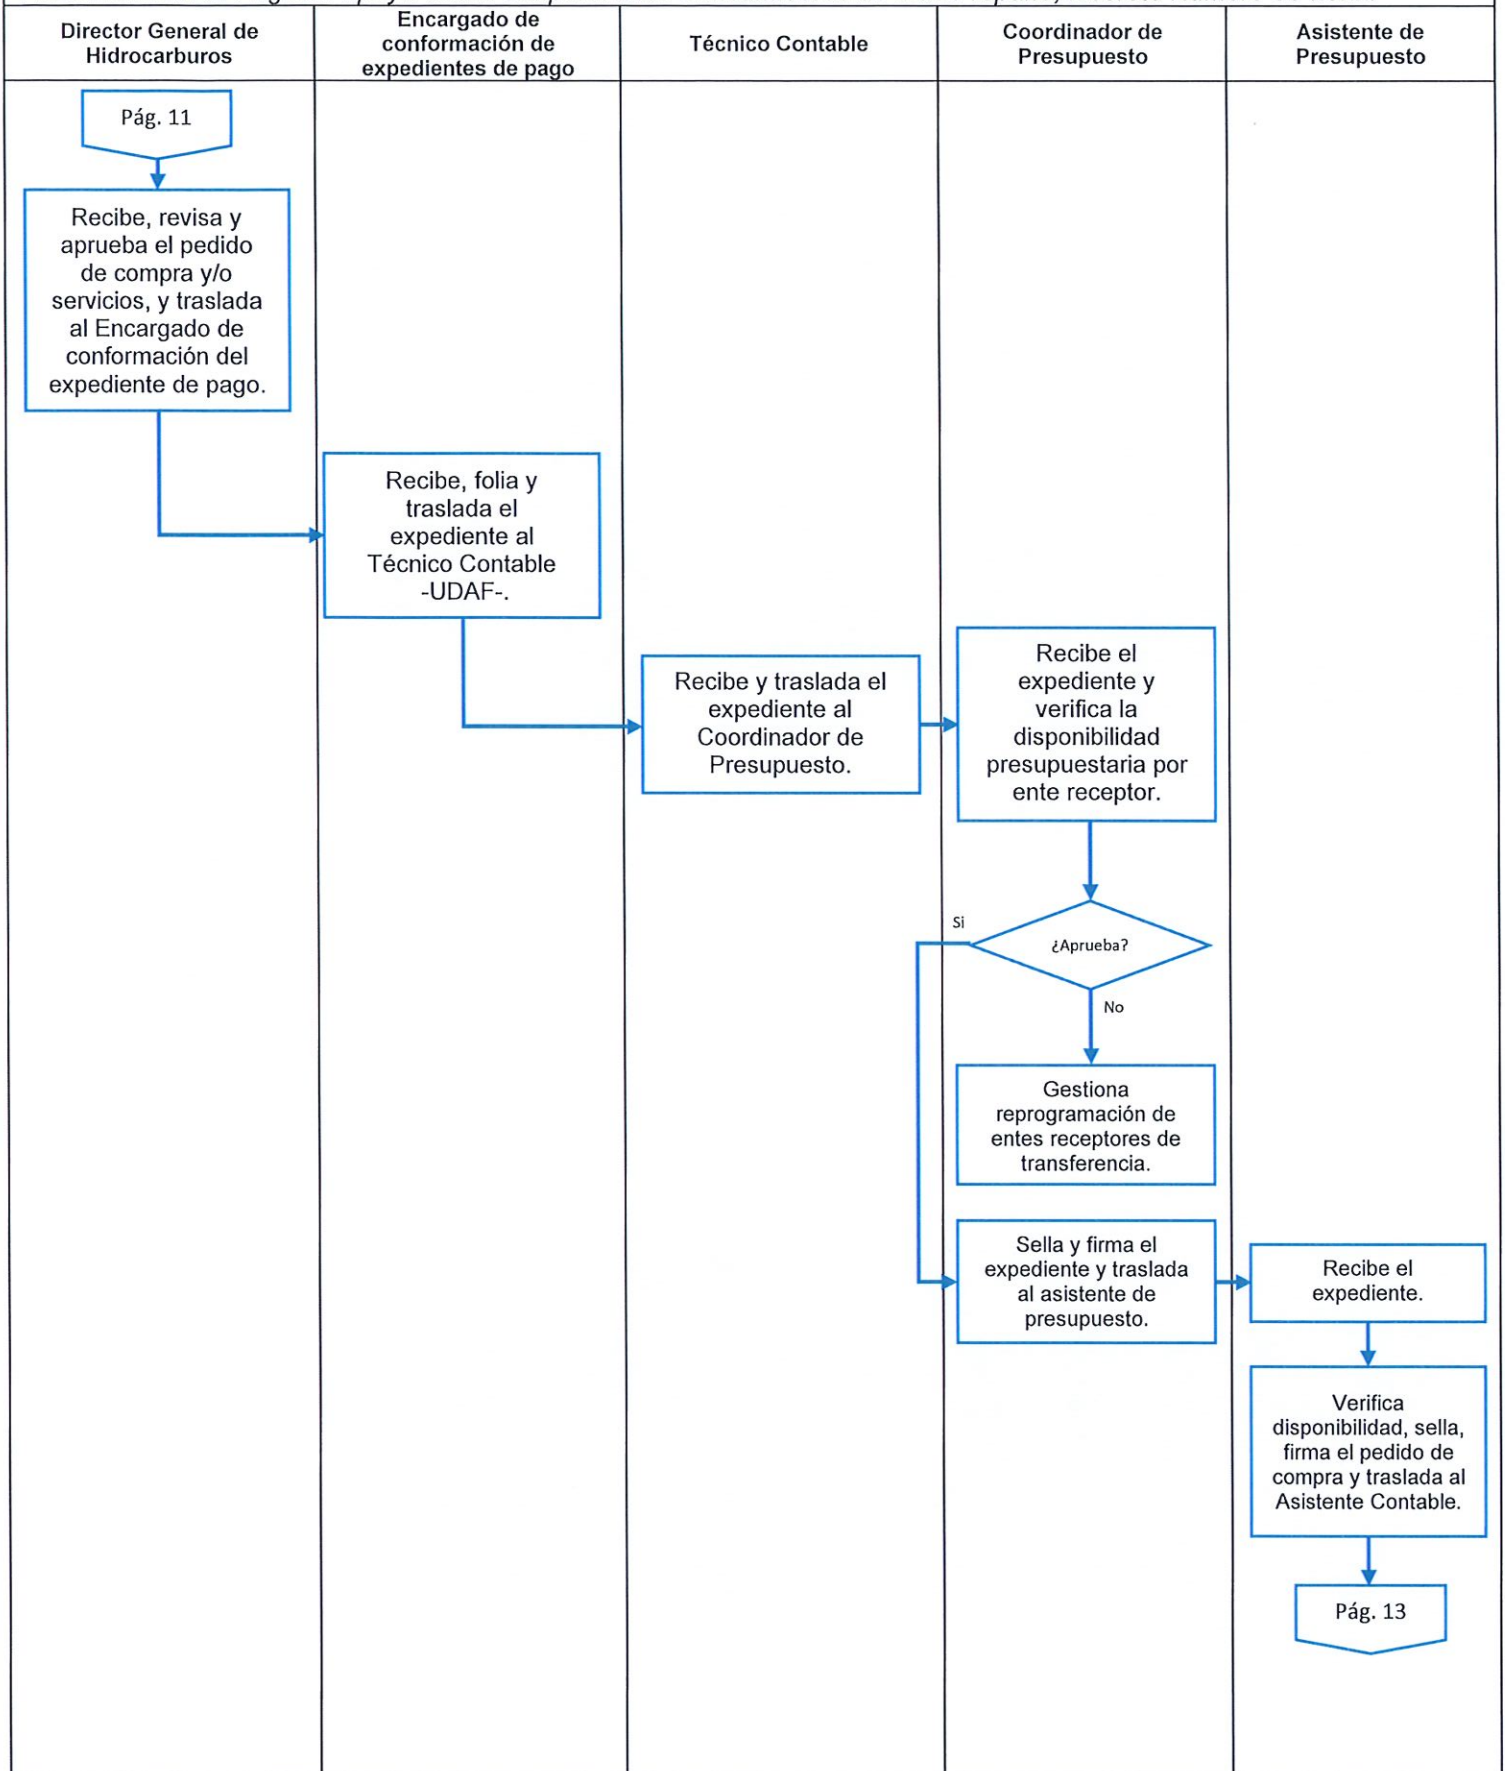 Director General de
Hidrocarburos
Encargado de
conformación de
expedientes de pago
Técnico Contable
Coordinador de
Presupuesto
Asistente de
Presupuesto
Pág. 11
Recibe, revisa y
aprueba el pedido
de compra y/o
servicios, y traslada
al Encargado de
conformación del
expediente de pago.
Recibe, folia y
traslada el
expediente al
Técnico Contable
-UDAF-.
Recibe y traslada el
expediente al
Coordinador de
Presupuesto.
Recibe el
expediente y
verifica la
disponibilidad
presupuestaria por
ente receptor.
¿Aprueba?
Si
No
Gestiona
reprogramación de
entes receptores de
transferencia.
Sella y firma el
expediente y traslada
al asistente de
presupuesto.
Recibe el
expediente.
Verifica
disponibilidad, sella,
firma el pedido de
compra y traslada al
Asistente Contable.
Pág. 13